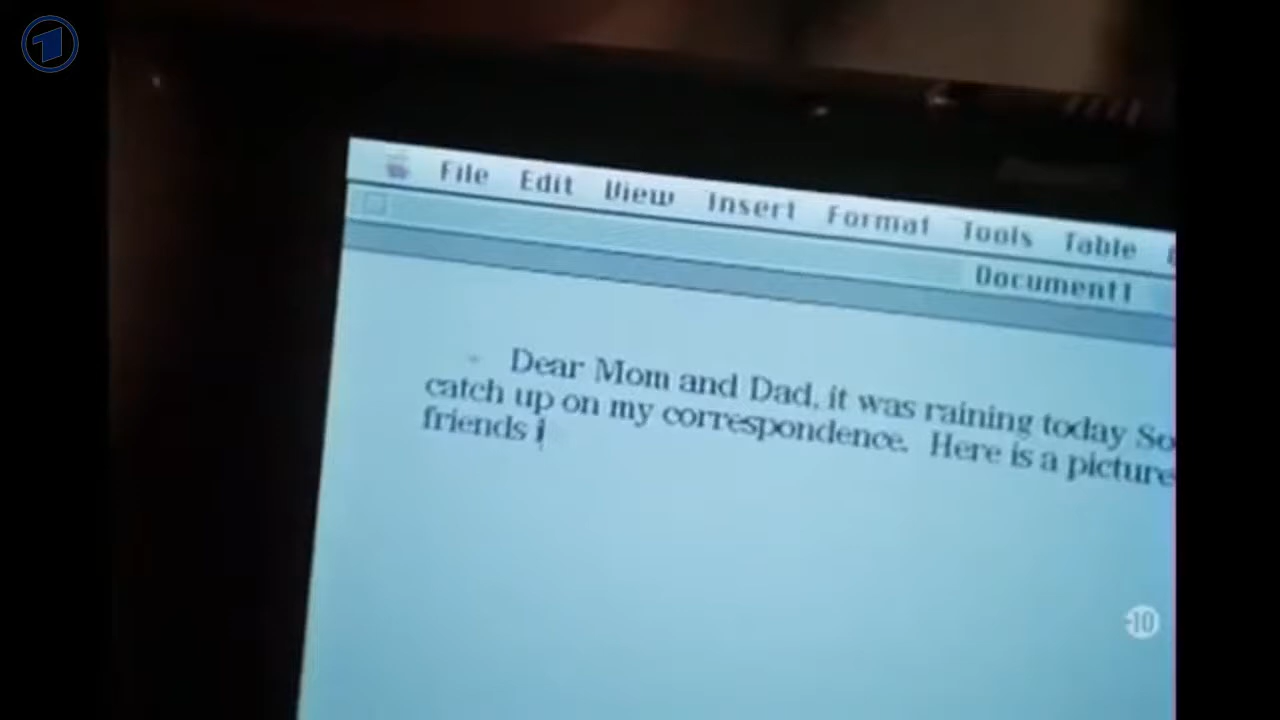 File Edit View Insert Format Tools Table
Document1
Dear Mom and Dad, it was raining today So
catch up on my correspondence. Here is a picture
friends i
-10